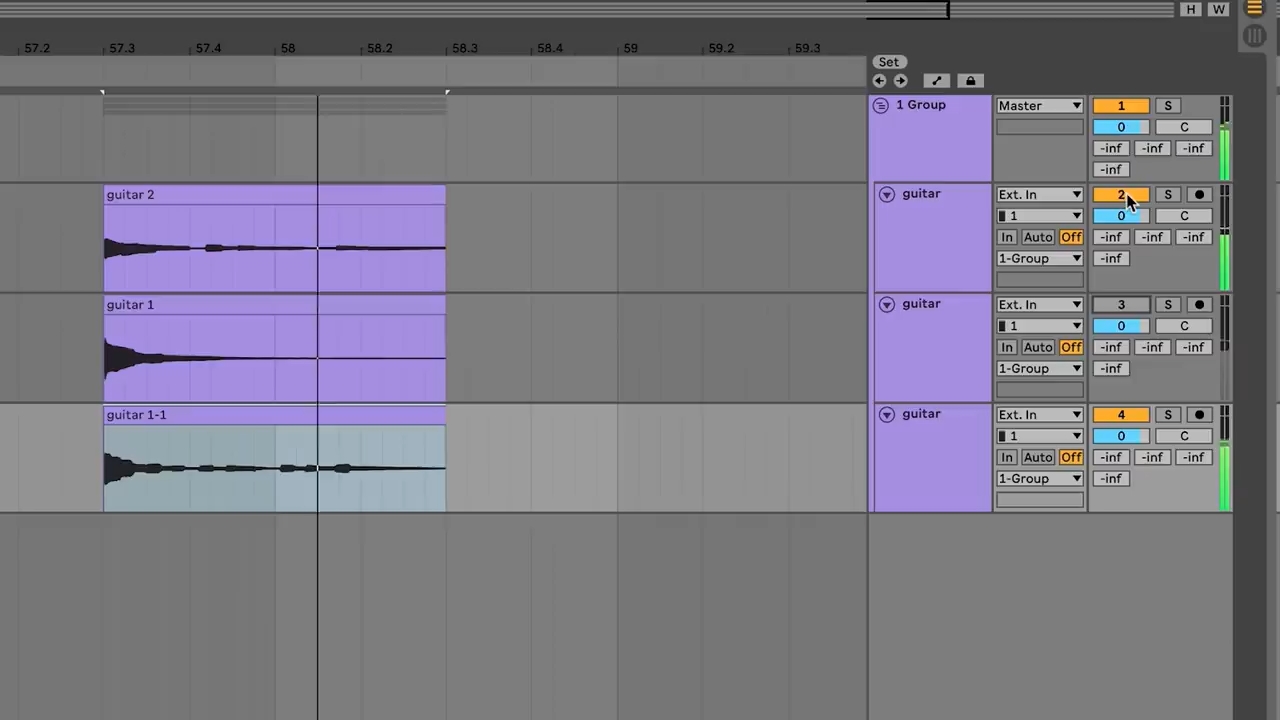 H W
57.2 57.3 57.4 58 58.2 58.3 58.4 59 59.2 59.3
Set
1 Group Master 1 S
0 C
-inf -inf -inf
-inf
guitar 2 guitar Ext. In 2 S
1 0 C
In Auto Off -inf -inf -inf
1-Group -inf
guitar 1 guitar Ext. In 3 S
1 0 C
In Auto Off -inf -inf -inf
1-Group -inf
guitar 1-1 guitar Ext. In 4 S
1 0 C
In Auto Off -inf -inf -inf
1-Group -inf